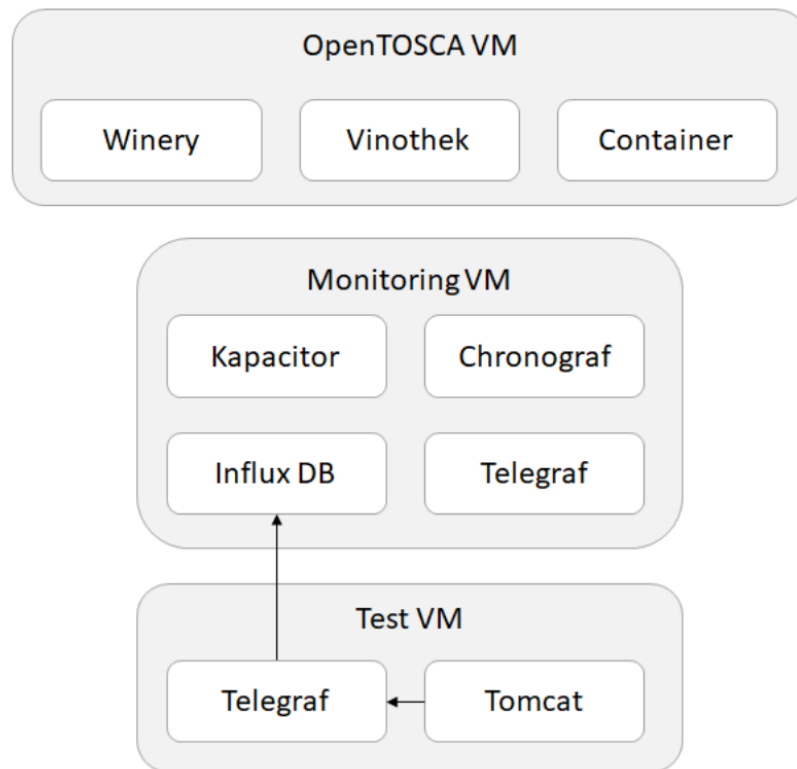 OpenTOSCA VM
Winery
Vinothek
Container
Monitoring VM
Kapacitor
Chronograf
Influx DB
Telegraf
Test VM
Telegraf
Tomcat